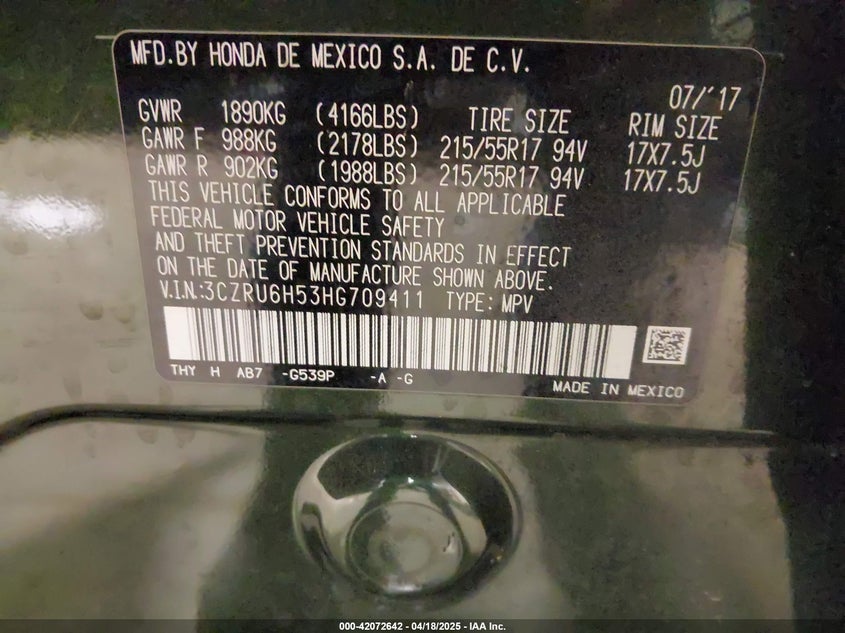 MFD.BY HONDA DE MEXICO S.A. DE C.V.
07/'17
GVWR 1890KG (4166LBS) TIRE SIZE RIM SIZE
GAWR F 988KG (2178LBS) 215/55R17 94V 17X7.5J
GAWR R 902KG (1988LBS) 215/55R17 94V 17X7.5J
THIS VEHICLE CONFORMS TO ALL APPLICABLE
FEDERAL MOTOR VEHICLE SAFETY
AND THEFT PREVENTION STANDARDS IN EFFECT
ON THE DATE OF MANUFACTURE SHOWN ABOVE.
V.I.N.:3CZRU6H53HG709411 TYPE: MPV
THY H AB7 -G539P -A -G
MADE IN MEXICO
000-42072642 - 04/18/2025 - IAA Inc.